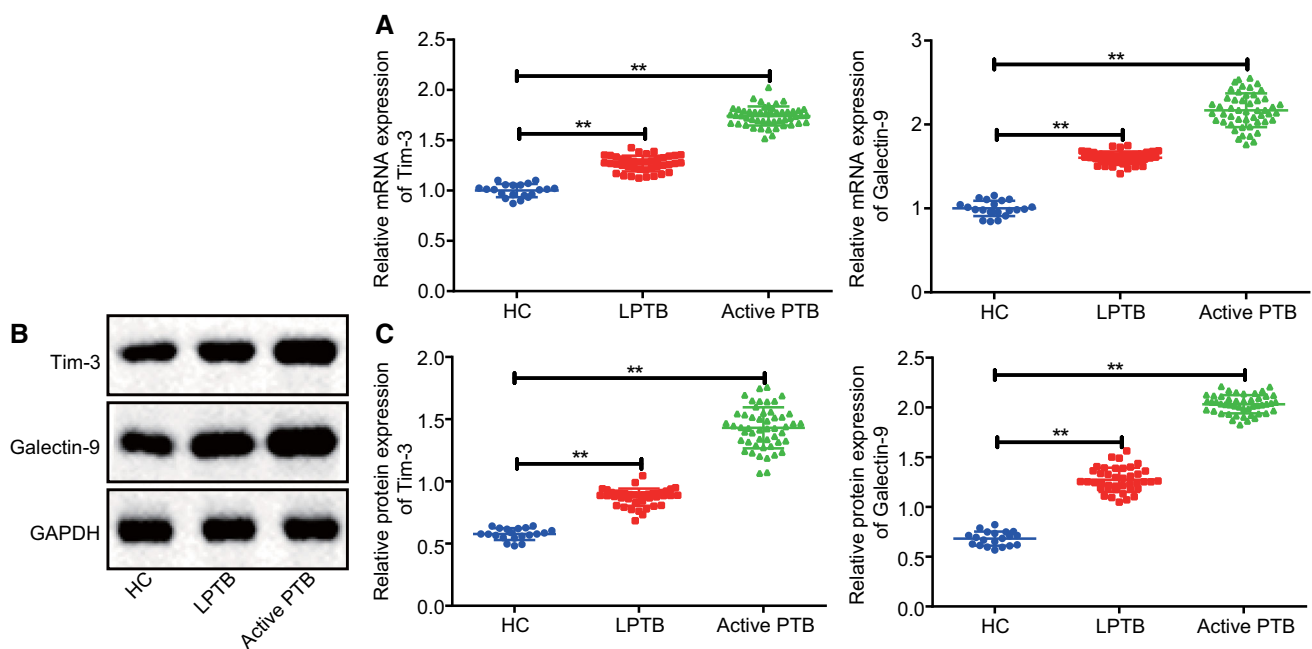 A
Relative mRNA expression
of Tim-3
2.5
2.0
1.5
1.0
0.5
0.0
**
**
HC LPTB Active PTB
Relative mRNA expression
of Galectin-9
3
2
1
0
**
**
HC LPTB Active PTB
B
Tim-3
Galectin-9
GAPDH
HC LPTB Active PTB
C
Relative protein expression
of Tim-3
2.0
1.5
1.0
0.5
0.0
**
**
HC LPTB Active PTB
Relative protein expression
of Galectin-9
2.5
2.0
1.5
1.0
0.5
0.0
**
**
HC LPTB Active PTB